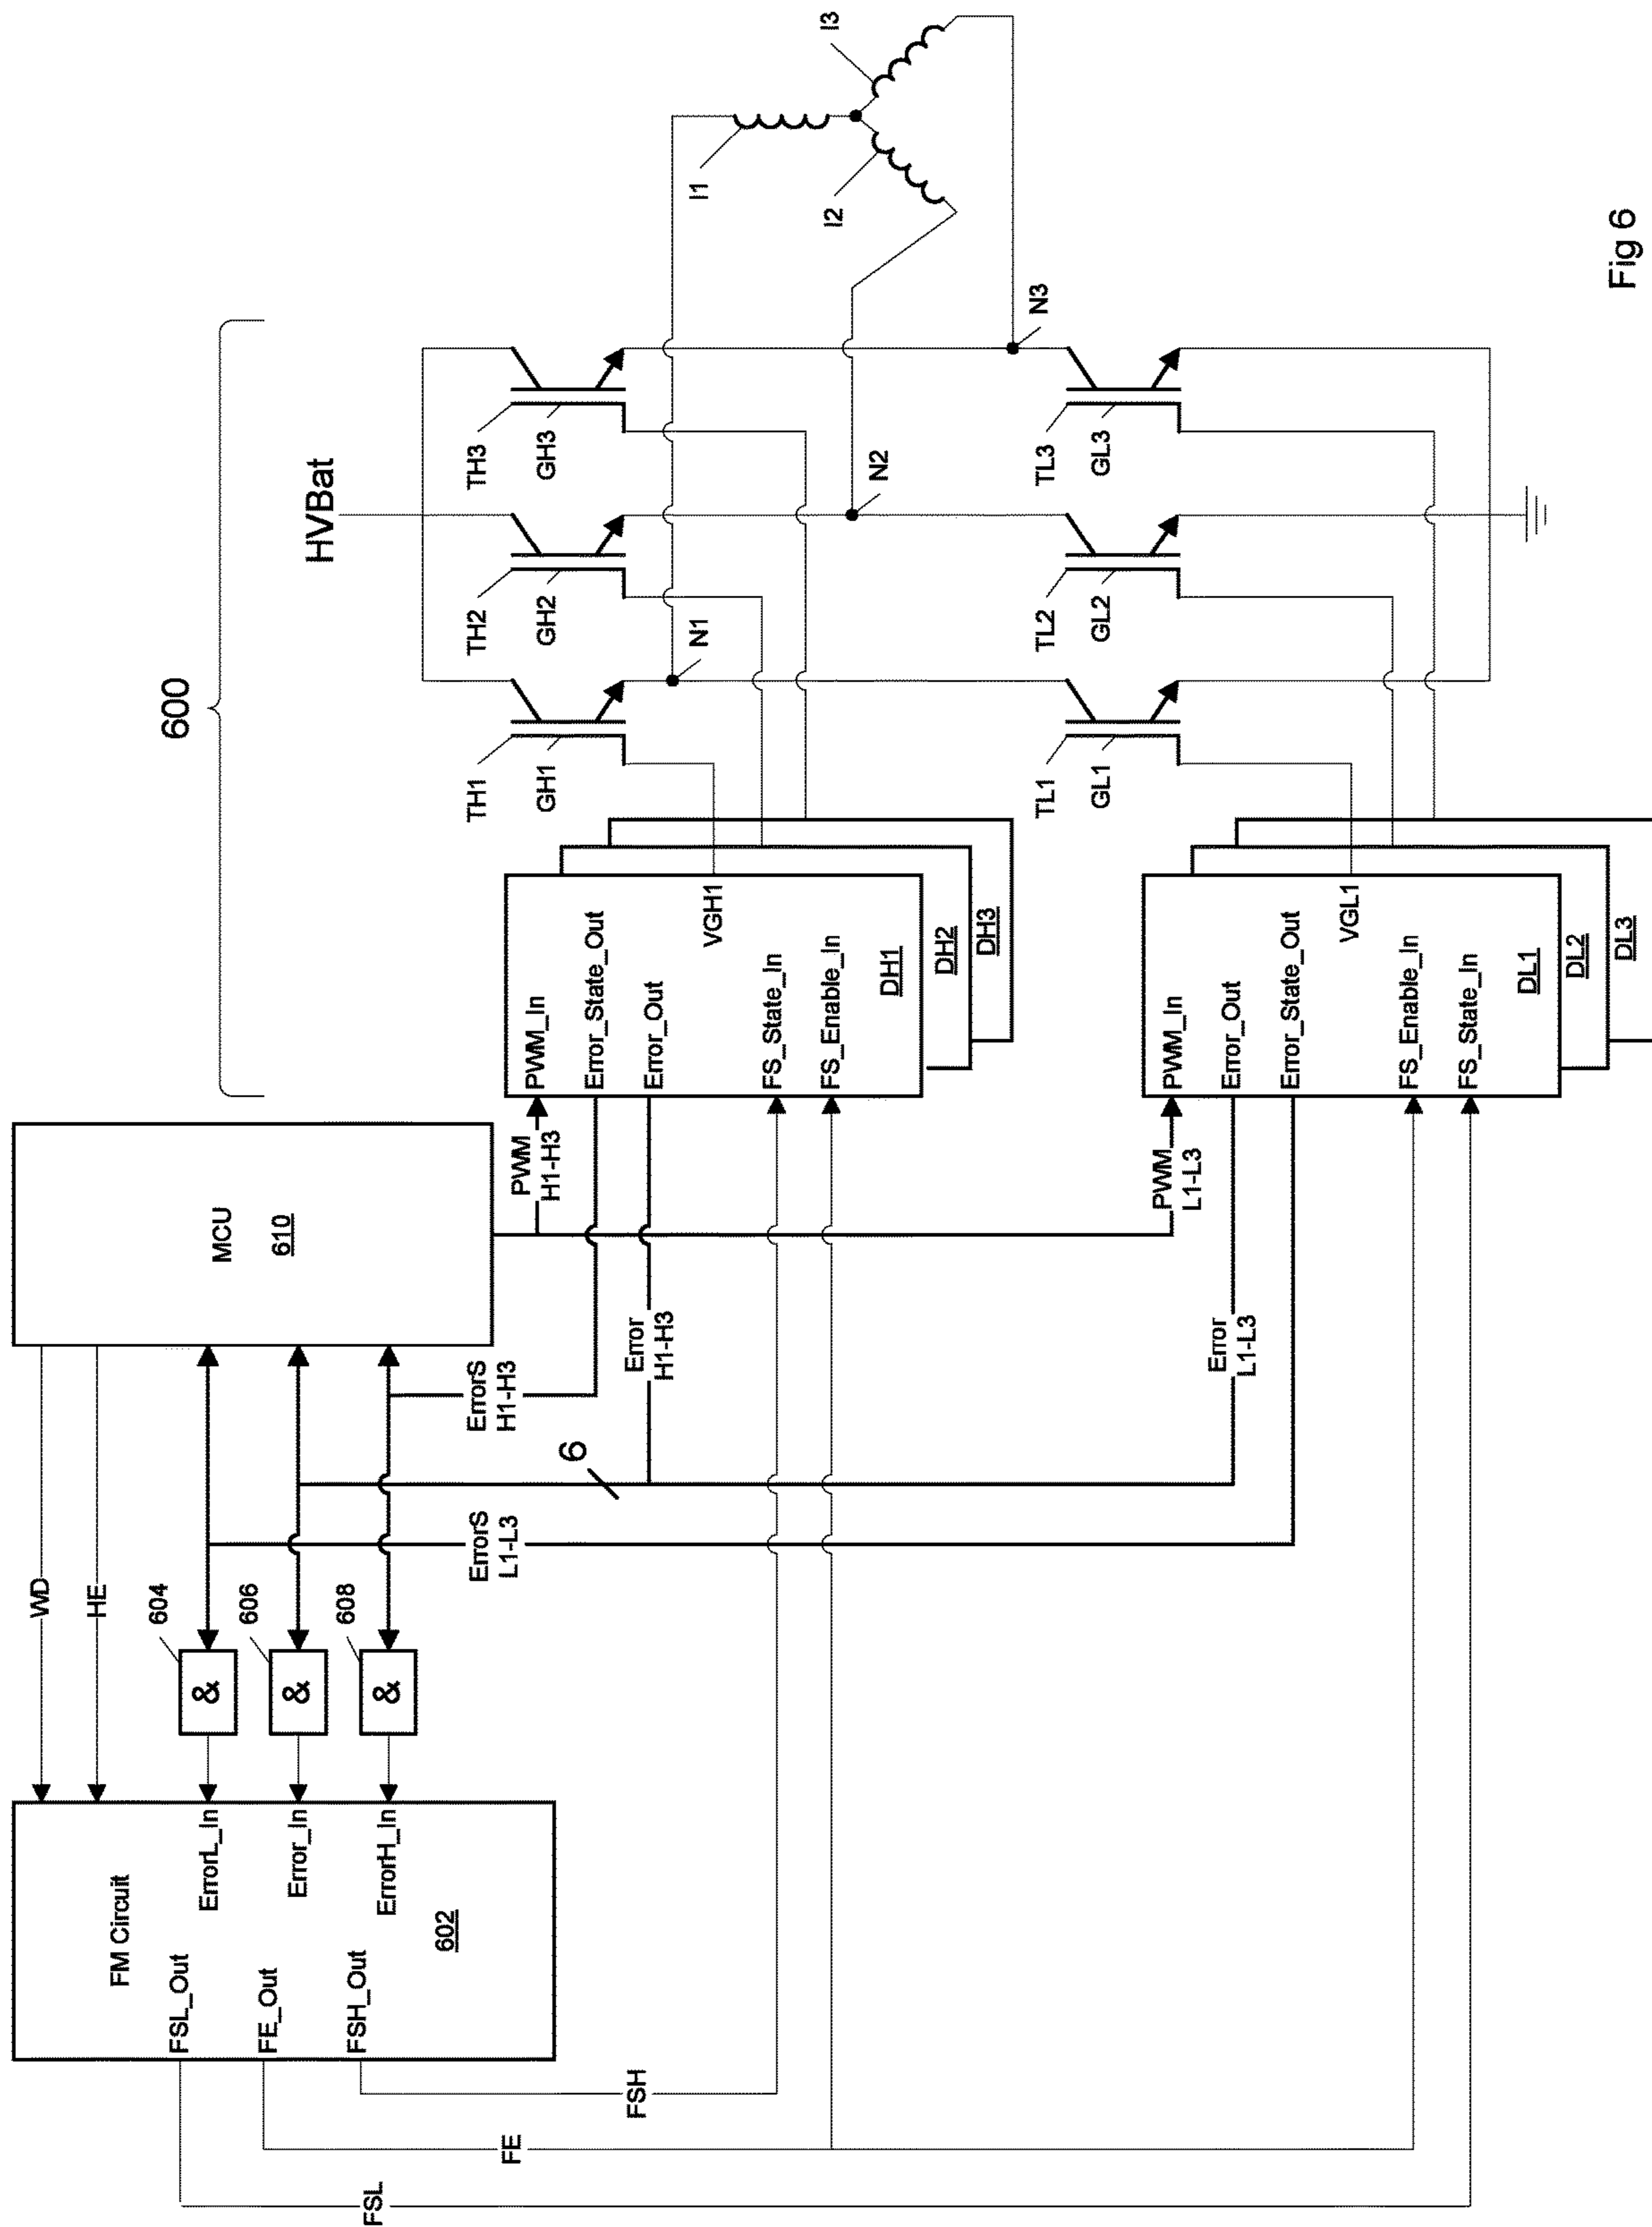 600
HVBat
FM Circuit
602
FSL_Out
FE_Out
FSH_Out
ErrorL_In
Error_In
ErrorH_In
WD
HE
604
&
606
&
608
&
MCU
610
FSL
FE
FSH
ErrorS
L1-L3
6
ErrorS
H1-H3
Error
H1-H3
Error
L1-L3
PWM
H1-H3
PWM
L1-L3
PWM_In
Error_State_Out
Error_Out
VGH1
FS_State_In
FS_Enable_In
DH1
DH2
DH3
PWM_In
Error_Out
Error_State_Out
VGL1
FS_Enable_In
FS_State_In
DL1
DL2
DL3
TH1
GH1
TH2
GH2
TH3
GH3
N1
N2
N3
TL1
GL1
TL2
GL2
TL3
GL3
I1
I2
I3
Fig 6